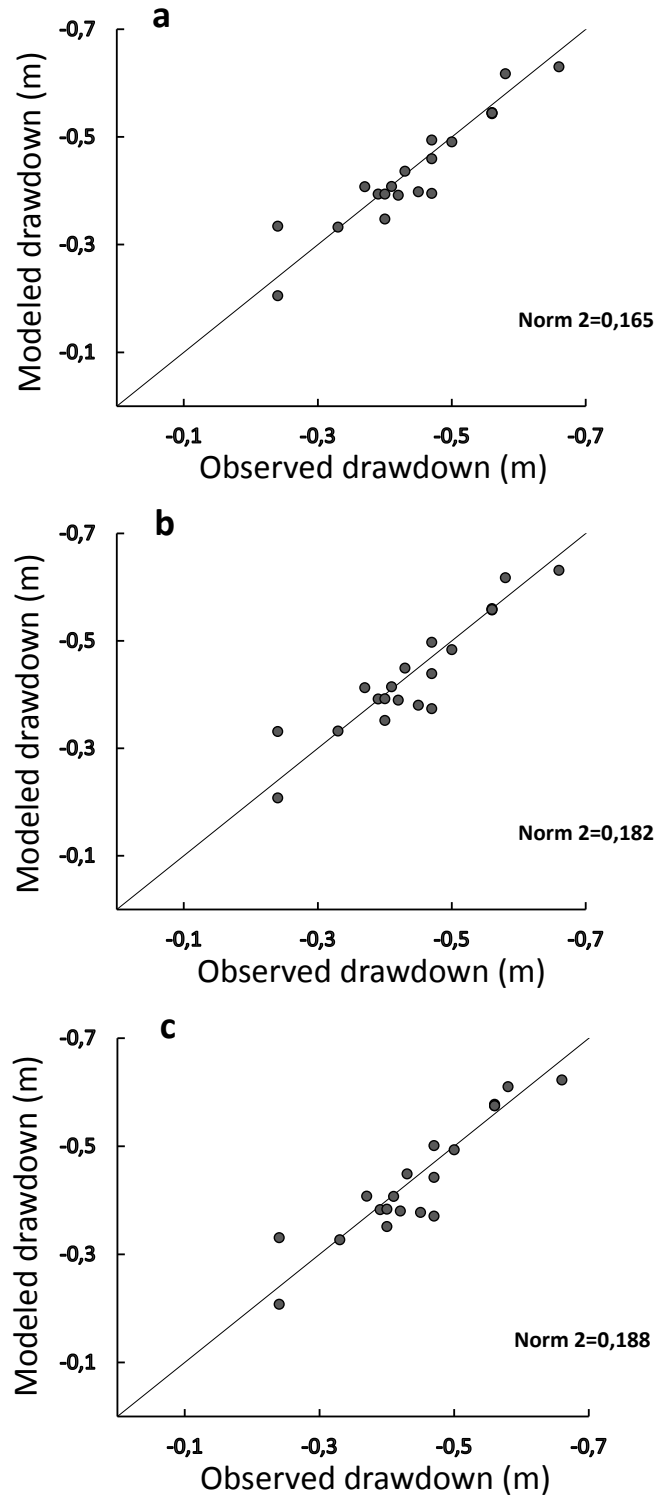 a
-0,7
-0,5
-0,3
-0,1
Modeled drawdown (m)
Norm 2=0,165
-0,1 -0,3 -0,5 -0,7
Observed drawdown (m)
b
-0,7
-0,5
-0,3
-0,1
Modeled drawdown (m)
Norm 2=0,182
-0,1 -0,3 -0,5 -0,7
Observed drawdown (m)
c
-0,7
-0,5
-0,3
-0,1
Modeled drawdown (m)
Norm 2=0,188
-0,1 -0,3 -0,5 -0,7
Observed drawdown (m)